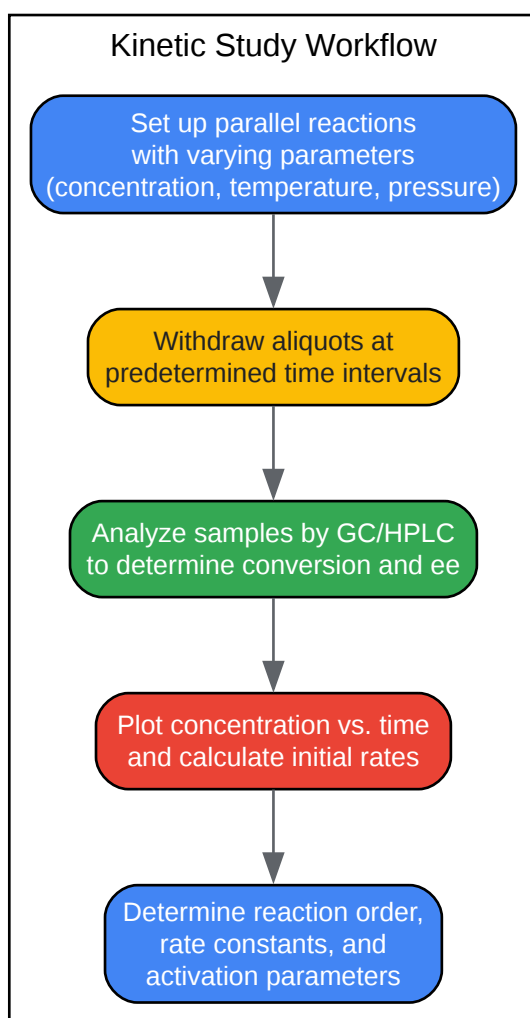 Kinetic Study Workflow
Set up parallel reactions
with varying parameters
(concentration, temperature, pressure)
Withdraw aliquots at
predetermined time intervals
Analyze samples by GC/HPLC
to determine conversion and ee
Plot concentration vs. time
and calculate initial rates
Determine reaction order,
rate constants, and
activation parameters